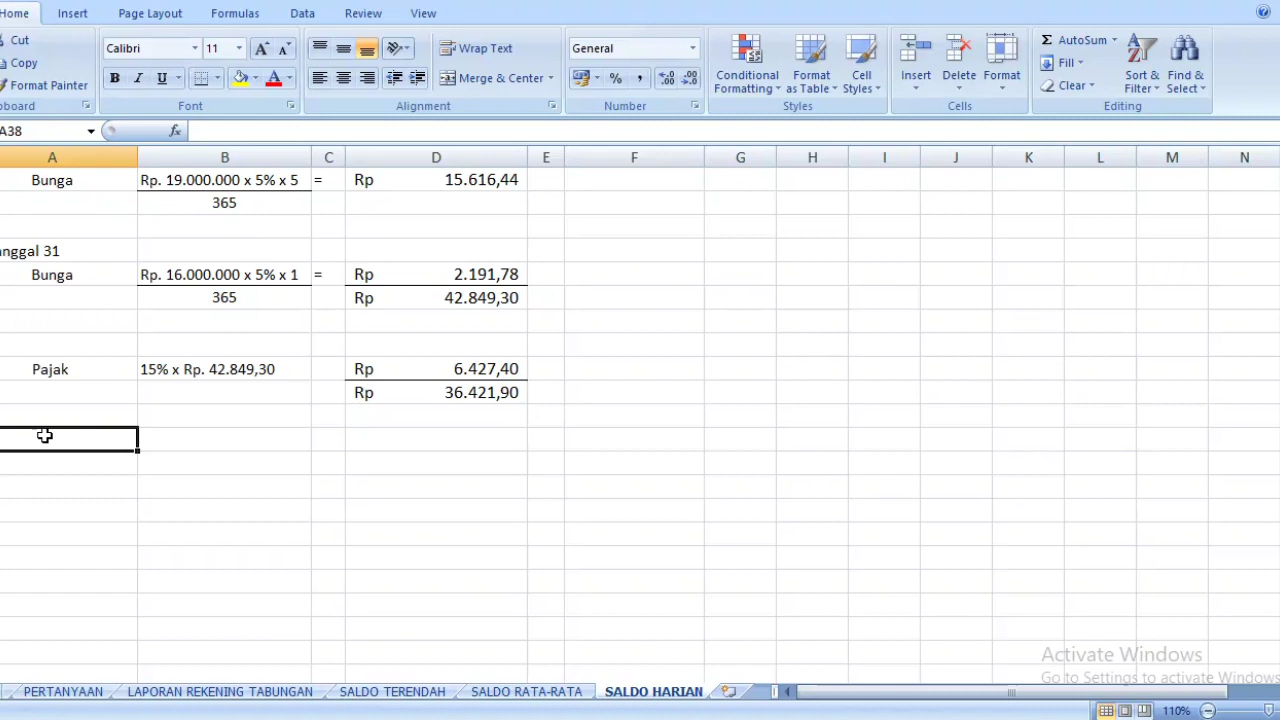 Home Insert Page Layout Formulas Data Review View
Cut
Copy
Format Painter
Calibri 11
B I U
Wrap Text
Merge & Center
General
Conditional Formatting
Format as Table
Cell Styles
Insert
Delete
Format
AutoSum
Fill
Clear
Sort & Filter
Find & Select
pboard Font Alignment Number Styles Cells Editing
A38 fx
A B C D E F G H I J K L M N
Bunga Rp. 19.000.000 x 5% x 5 = Rp 15.616,44
365
anggal 31
Bunga Rp. 16.000.000 x 5% x 1 = Rp 2.191,78
365 Rp 42.849,30
Pajak 15% x Rp. 42.849,30 Rp 6.427,40
Rp 36.421,90
Activate Windows
Go to Settings to activate Windows
PERTANYAAN LAPORAN REKENING TABUNGAN SALDO TERENDAH SALDO RATA-RATA SALDO HARIAN
110%